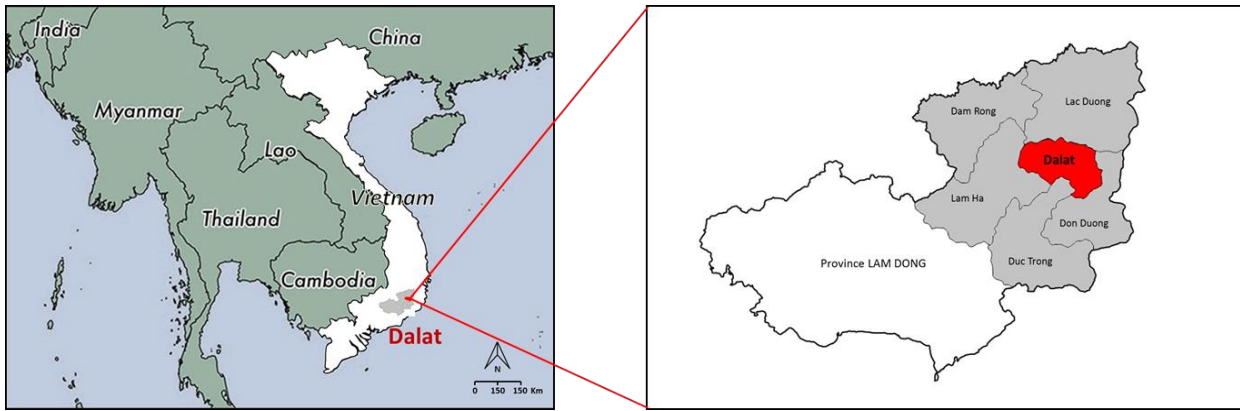 India
China
Myanmar
Lao
Vietnam
Thailand
Cambodia
Dalat
N
0 150 150 Km
Dam Rong
Lac Duong
Dalat
Lam Ha
Don Duong
Duc Trong
Province LAM DONG